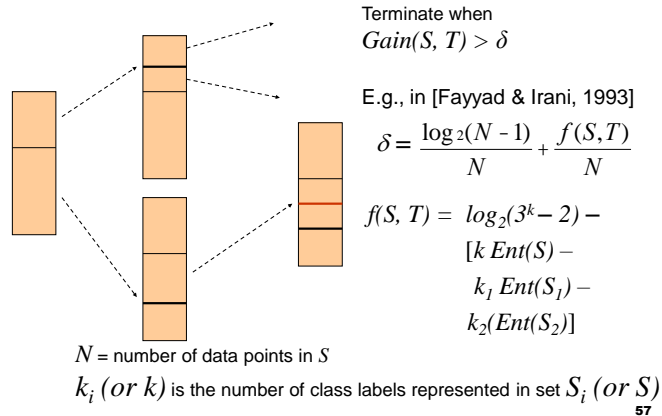 Terminate when
Gain(S, T) > δ
E.g., in [Fayyad & Irani, 1993]
δ = log₂(N - 1)/N + f(S,T)/N
f(S, T) = log₂(3ᵏ – 2) –
[k Ent(S) –
k₁ Ent(S₁) –
k₂(Ent(S₂)]
N = number of data points in S
kᵢ (or k) is the number of class labels represented in set Sᵢ (or S)
57